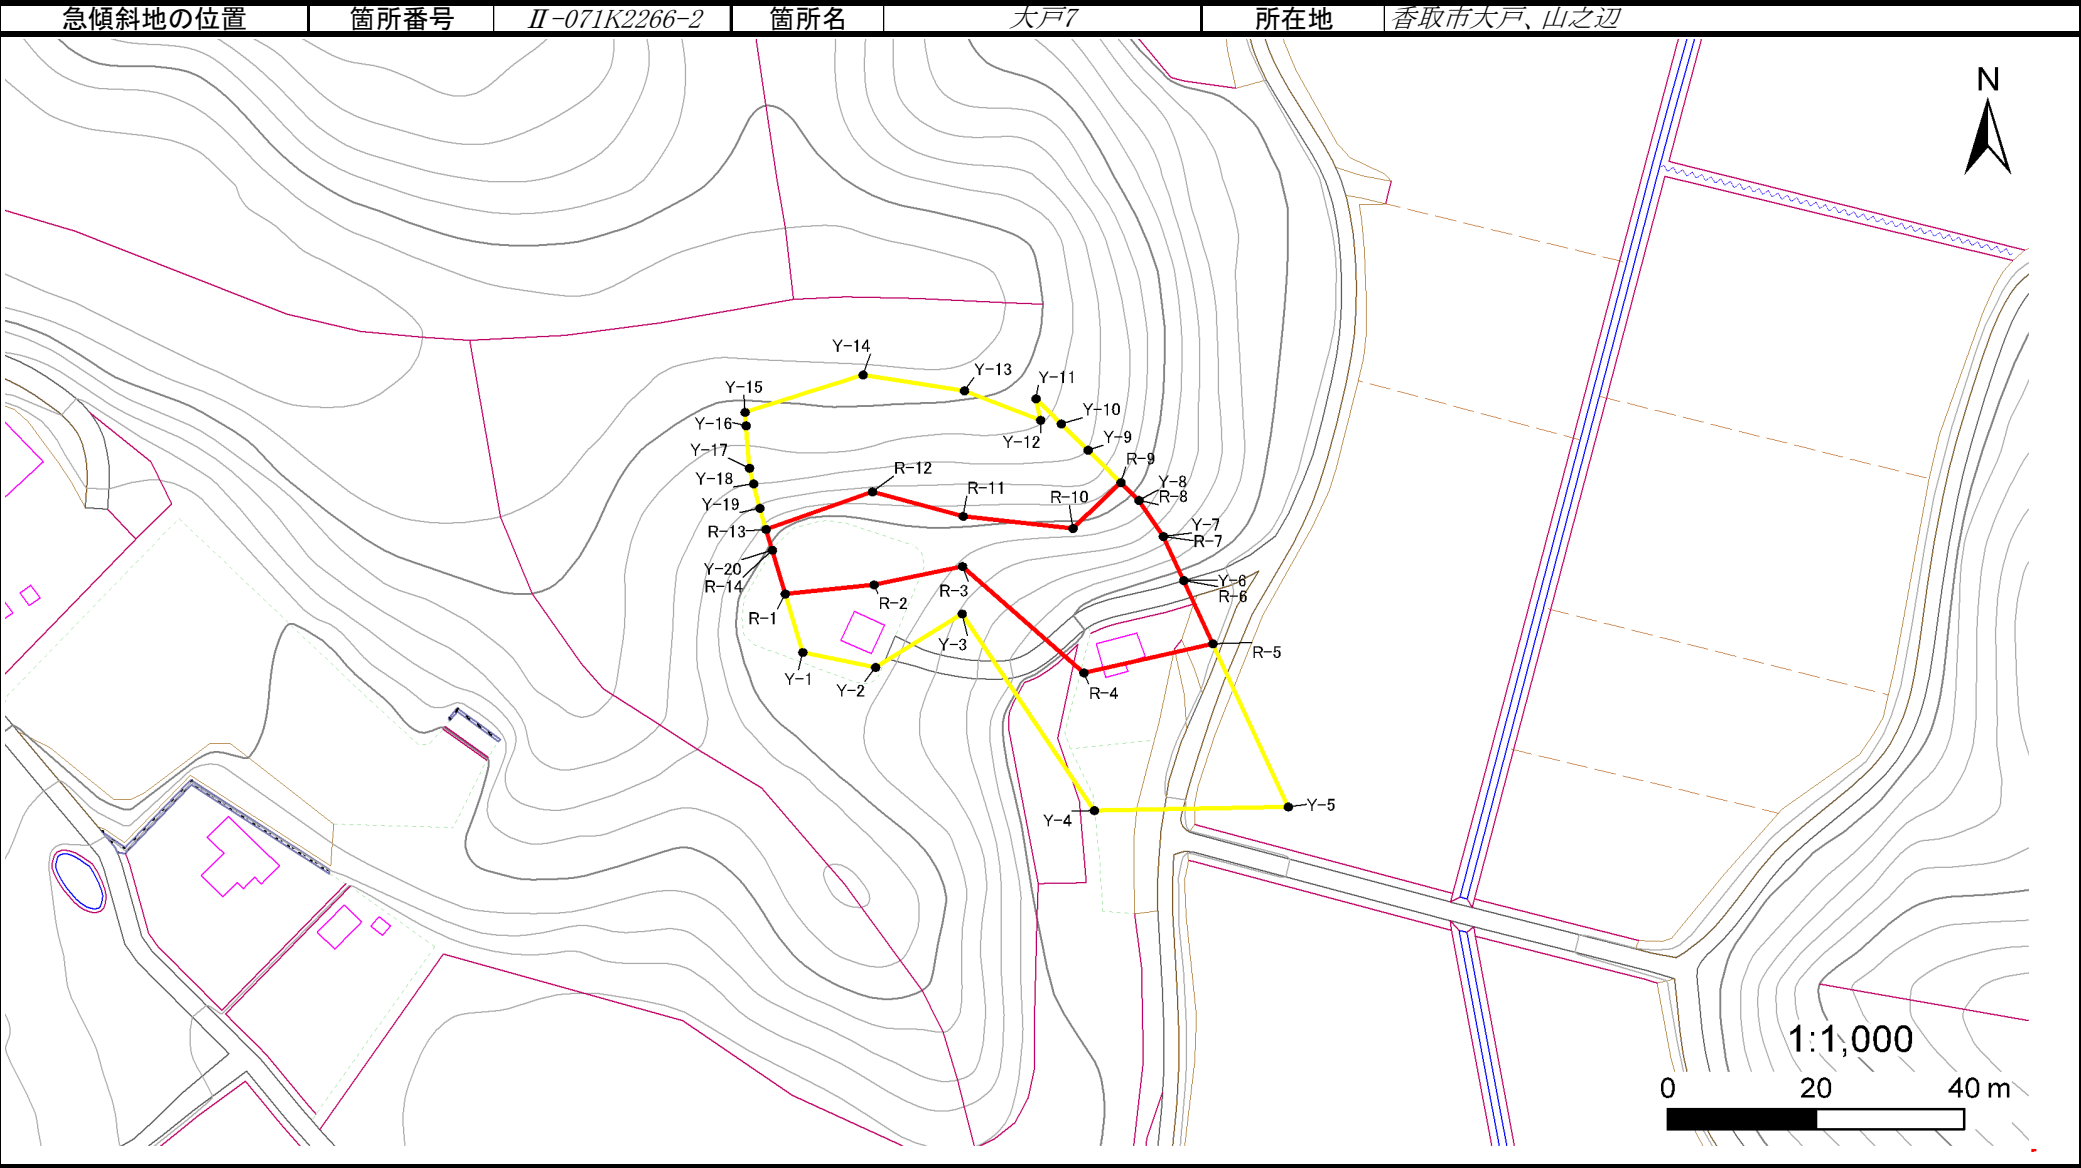 急傾斜地の位置 箇所番号 Ⅱ-071K2266-2 箇所名 大戸7 所在地 香取市大戸、山之辺
N
Y-14
Y-13
Y-15
Y-11
Y-16
Y-10
Y-12
Y-9
Y-17
R-9
Y-18
R-12
Y-8
R-8
Y-19
R-11
R-10
R-13
Y-7
R-7
Y-20
R-14
Y-6
R-6
R-3
R-2
R-1
Y-3
R-5
Y-1
Y-2
R-4
Y-4
Y-5
1:1,000
0 20 40 m